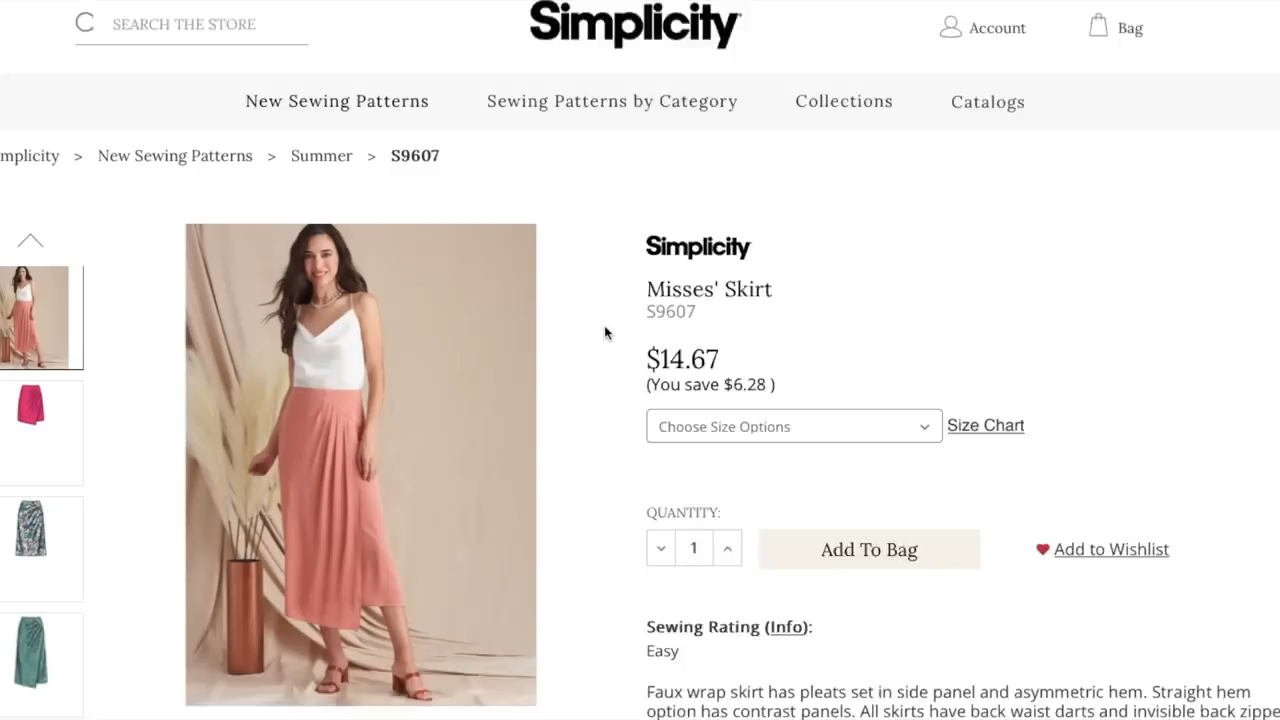 SEARCH THE STORE
Simplicity
Account
Bag
New Sewing Patterns
Sewing Patterns by Category
Collections
Catalogs
mplicity > New Sewing Patterns > Summer > S9607
Simplicity
Misses' Skirt
S9607
$14.67
(You save $6.28 )
Choose Size Options
Size Chart
QUANTITY:
1
Add To Bag
Add to Wishlist
Sewing Rating (Info):
Easy
Faux wrap skirt has pleats set in side panel and asymmetric hem. Straight hem
option has contrast panels. All skirts have back waist darts and invisible back zippe